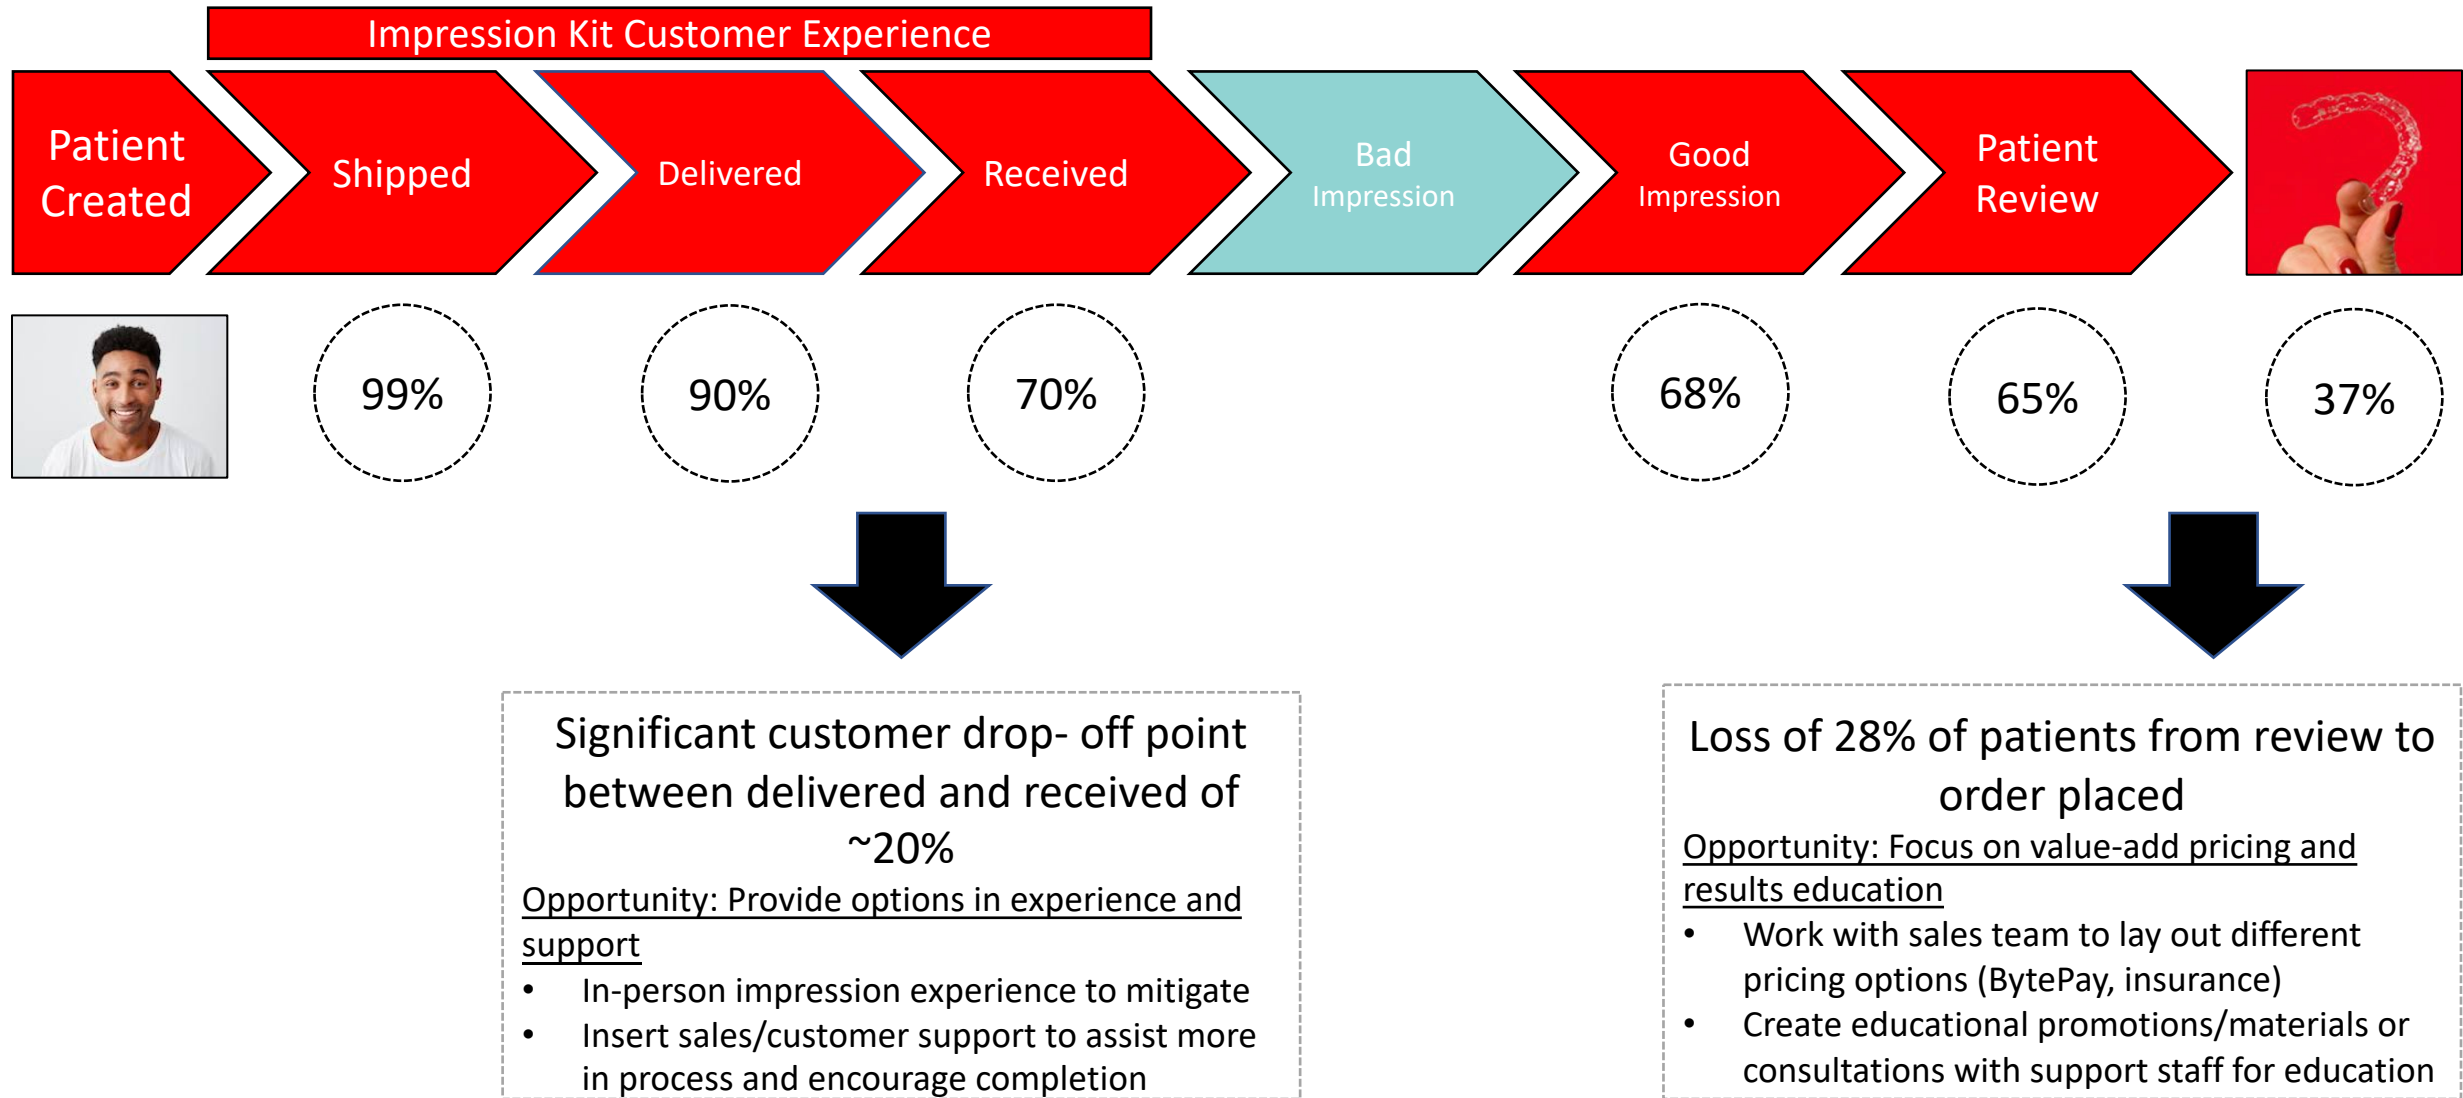 Impression Kit Customer Experience
Patient
Created
Shipped
Delivered
Received
Bad
Impression
Good
Impression
Patient
Review
99%
90%
70%
68%
65%
37%
Significant customer drop- off point
between delivered and received of
~20%
Opportunity: Provide options in experience and
support
• In-person impression experience to mitigate
• Insert sales/customer support to assist more
in process and encourage completion
Loss of 28% of patients from review to
order placed
Opportunity: Focus on value-add pricing and
results education
• Work with sales team to lay out different
pricing options (BytePay, insurance)
• Create educational promotions/materials or
consultations with support staff for education